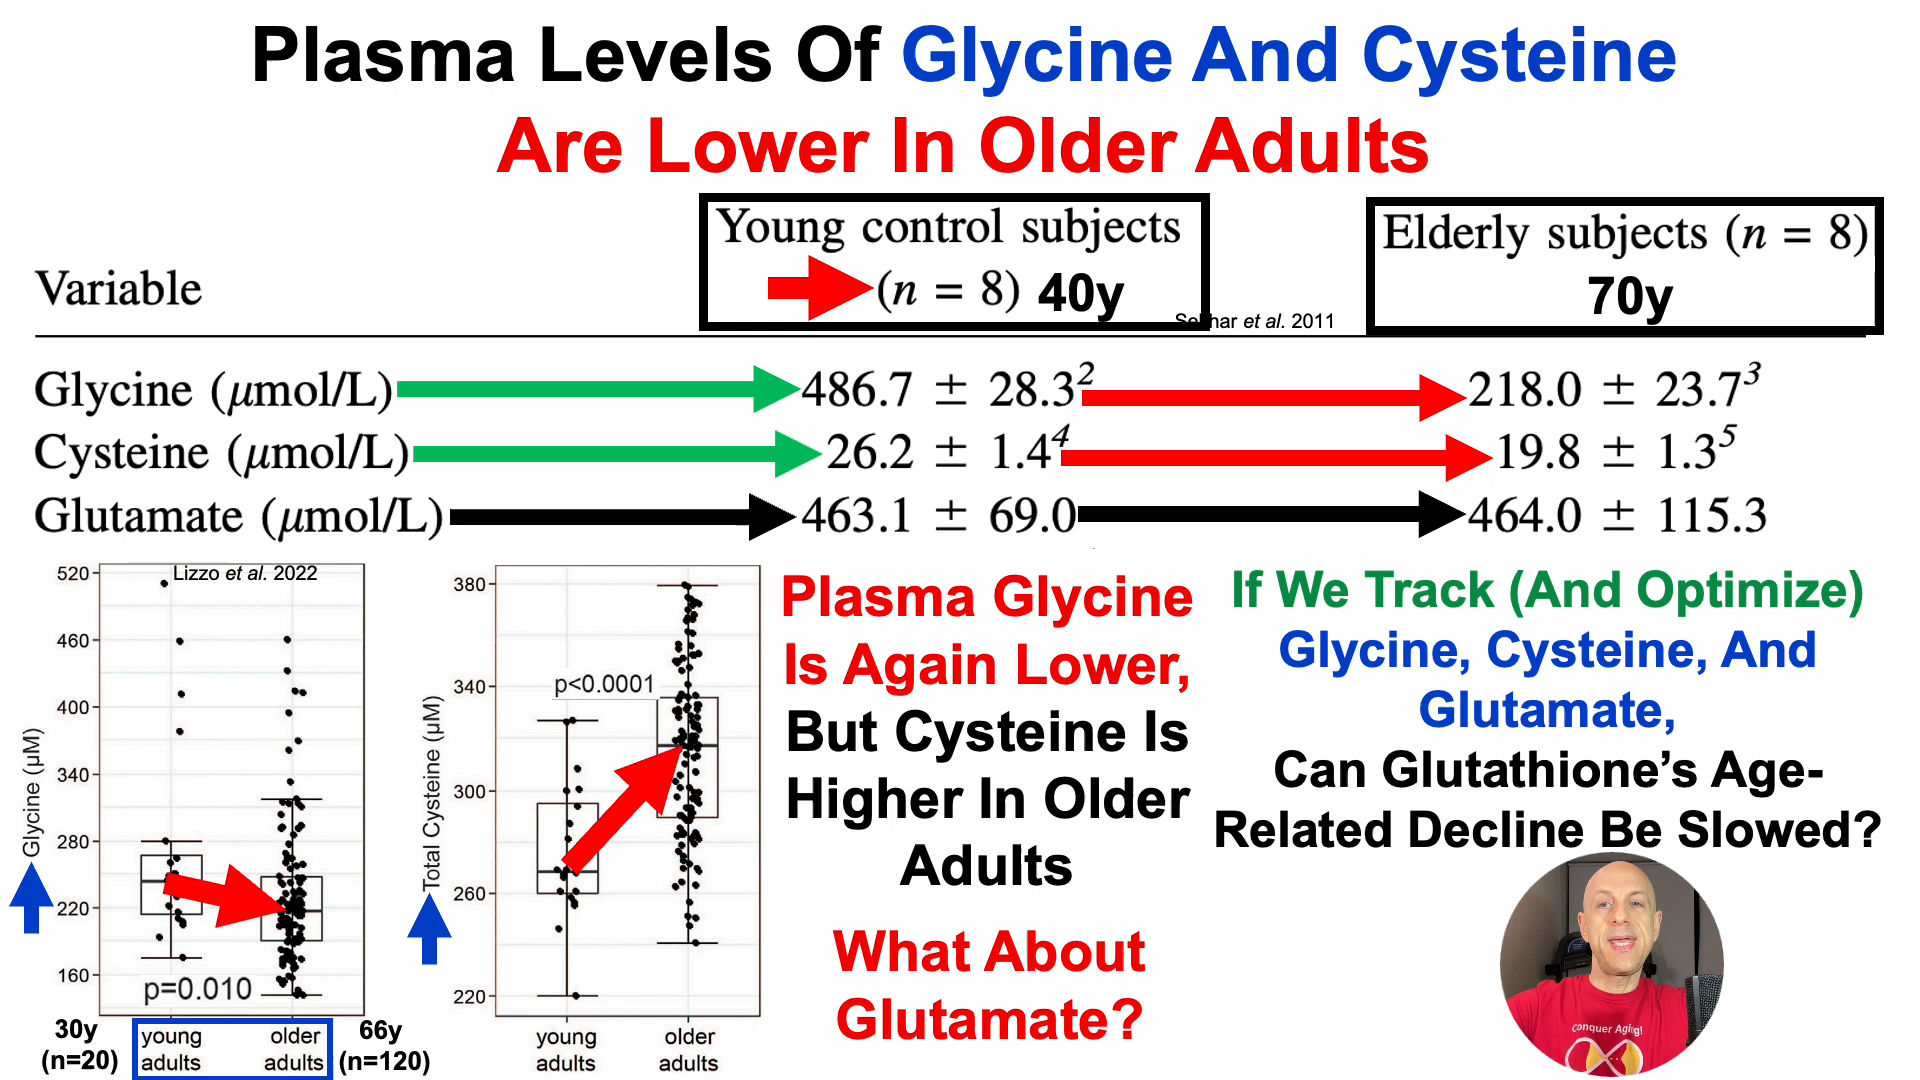 Plasma Levels Of Glycine And Cysteine
Are Lower In Older Adults
Variable
Young control subjects
(n = 8) 40y
Elderly subjects (n = 8)
70y
et al. 2011
Glycine (μmol/L) 486.7 ± 28.3² 218.0 ± 23.7³
Cysteine (μmol/L) 26.2 ± 1.4⁴ 19.8 ± 1.3⁵
Glutamate (μmol/L) 463.1 ± 69.0 464.0 ± 115.3
Lizzo et al. 2022
520
460
400
340
280
220
160
Glycine (μM)
p=0.010
30y
(n=20)
young
adults
older
adults
66y
(n=120)
380
340
300
260
220
Total Cysteine (μM)
p<0.0001
young
adults
older
adults
Plasma Glycine
Is Again Lower,
But Cysteine Is
Higher In Older
Adults
What About
Glutamate?
If We Track (And Optimize)
Glycine, Cysteine, And
Glutamate,
Can Glutathione’s Age-
Related Decline Be Slowed?
Conquer Aging!